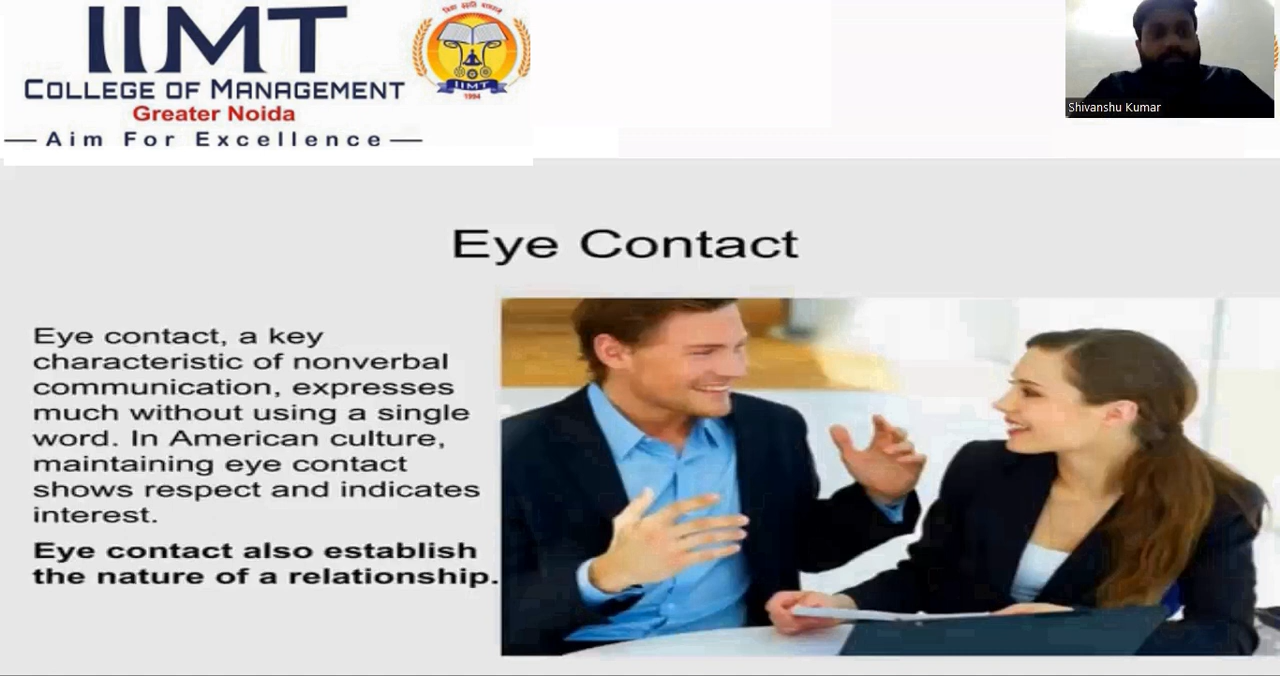 IIMT
COLLEGE OF MANAGEMENT
Greater Noida
— Aim For Excellence —
IIMT
1994
Shivanshu Kumar
Eye Contact
Eye contact, a key
characteristic of nonverbal
communication, expresses
much without using a single
word. In American culture,
maintaining eye contact
shows respect and indicates
interest.
Eye contact also establish
the nature of a relationship.